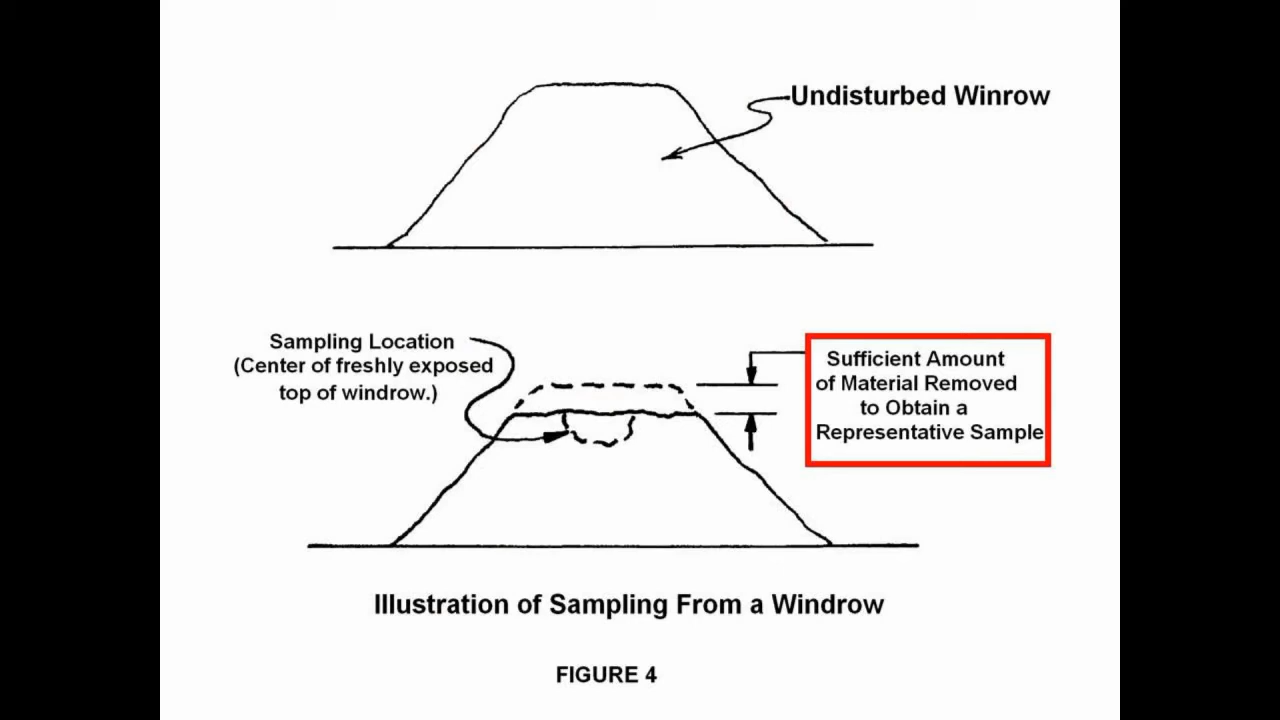 Undisturbed Winrow
Sampling Location
(Center of freshly exposed
top of windrow.)
Sufficient Amount
of Material Removed
to Obtain a
Representative Sample
Illustration of Sampling From a Windrow
FIGURE 4